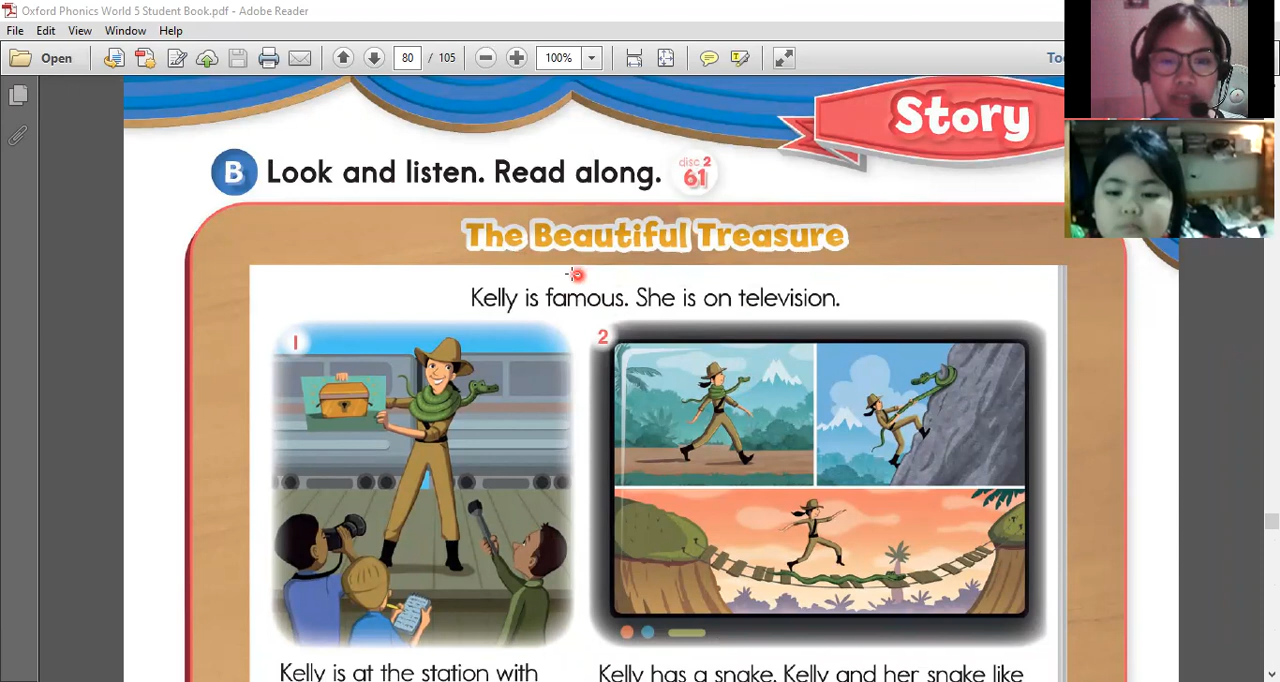 Oxford Phonics World 5 Student Book.pdf - Adobe Reader
File Edit View Window Help
Open 80 / 105 100%
Story
B Look and listen. Read along. disc 2 61
The Beautiful Treasure
Kelly is famous. She is on television.
1
2
Kelly is at the station with
Kelly has a snake. Kelly and her snake like